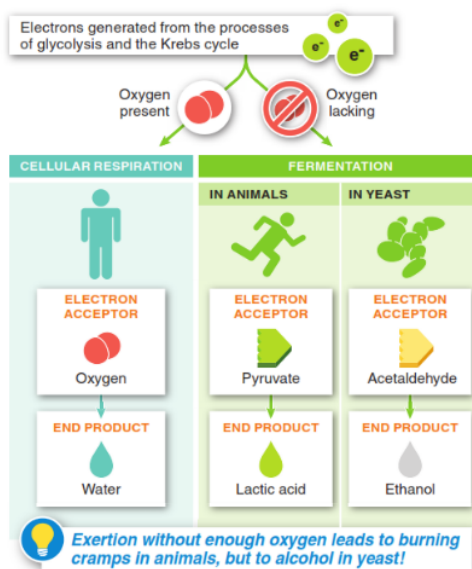 Electrons generated from the processes
of glycolysis and the Krebs cycle
e⁻
e⁻
e⁻
Oxygen
present
Oxygen
lacking
CELLULAR RESPIRATION
FERMENTATION
IN ANIMALS
IN YEAST
ELECTRON
ACCEPTOR
Oxygen
END PRODUCT
Water
ELECTRON
ACCEPTOR
Pyruvate
END PRODUCT
Lactic acid
ELECTRON
ACCEPTOR
Acetaldehyde
END PRODUCT
Ethanol
Exertion without enough oxygen leads to burning
cramps in animals, but to alcohol in yeast!